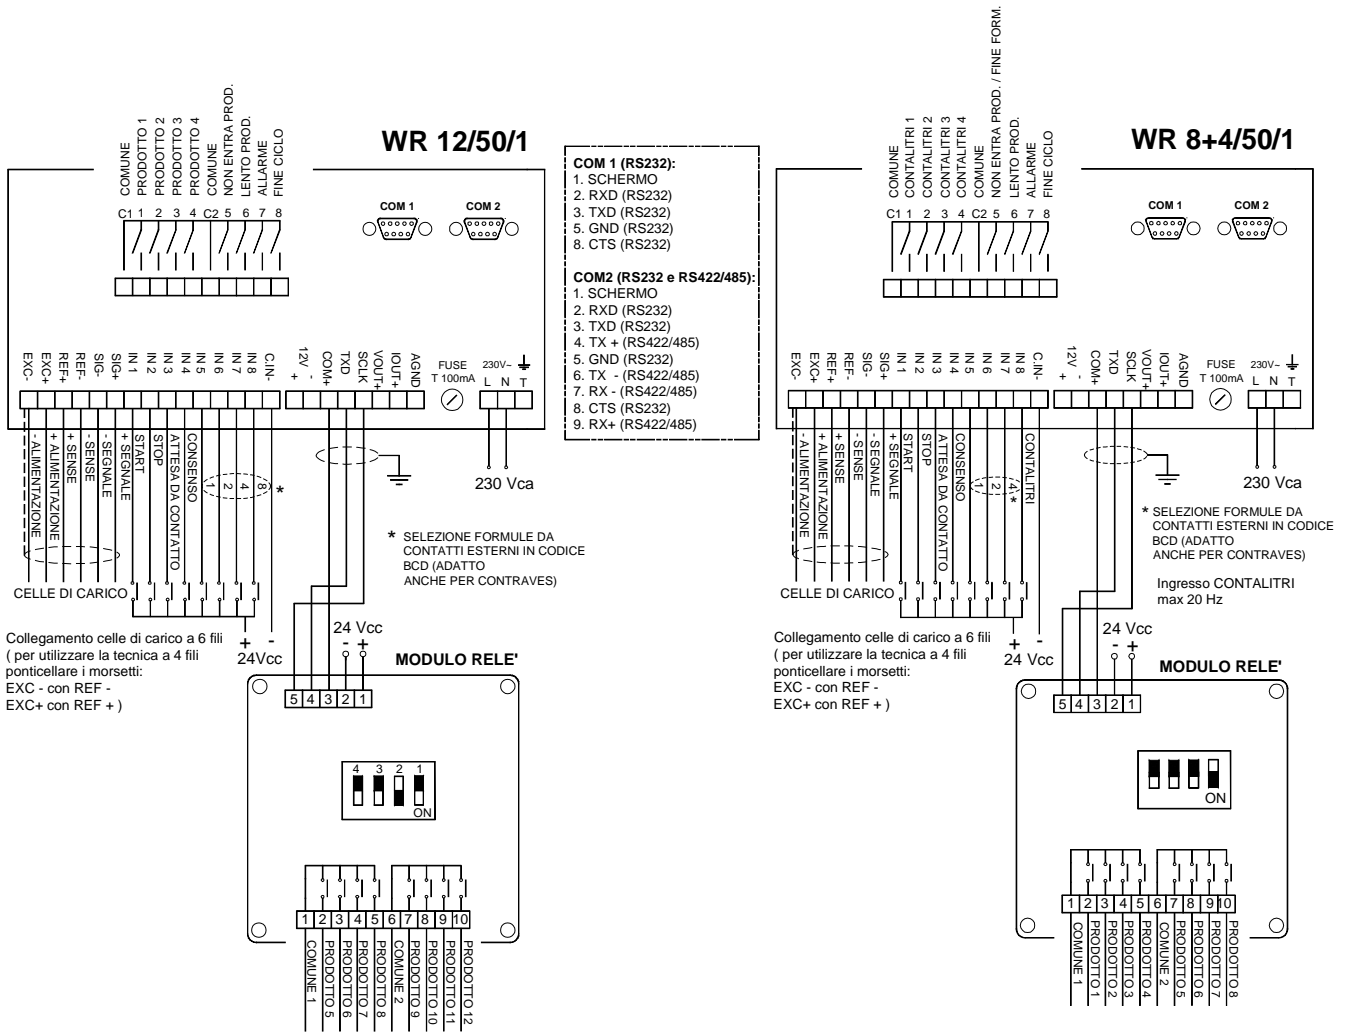 WR 12/50/1
COMUNE
PRODOTTO 1
PRODOTTO 2
PRODOTTO 3
PRODOTTO 4
COMUNE
NON ENTRA PROD.
LENTO PROD.
ALLARME
FINE CICLO
C1 1 2 3 4 C2 5 6 7 8
COM 1 COM 2
EXC-
EXC+
REF+
REF-
SIG-
SIG+
IN 1
IN 2
IN 3
IN 4
IN 5
IN 6
IN 7
IN 8
C.IN-
12V
+ -
COM+
TXD
SCLK
VOUT+
IOUT+
AGND
FUSE
T 100mA
230V~
L N T
- ALIMENTAZIONE
+ ALIMENTAZIONE
+ SENSE
- SENSE
- SEGNALE
+ SEGNALE
START
STOP
ATTESA DA CONTATTO
CONSENSO
1 2 4 8 *
230 Vca
* SELEZIONE FORMULE DA
CONTATTI ESTERNI IN CODICE
BCD (ADATTO
ANCHE PER CONTRAVES)
CELLE DI CARICO
+ -
24Vcc
Collegamento celle di carico a 6 fili
( per utilizzare la tecnica a 4 fili
ponticellare i morsetti:
EXC - con REF -
EXC+ con REF + )
24 Vcc
- +
MODULO RELE'
5 4 3 2 1
4 3 2 1
ON
1 2 3 4 5 6 7 8 9 10
COMUNE 1
PRODOTTO 5
PRODOTTO 6
PRODOTTO 7
PRODOTTO 8
COMUNE 2
PRODOTTO 9
PRODOTTO 10
PRODOTTO 11
PRODOTTO 12
COM 1 (RS232):
1. SCHERMO
2. RXD (RS232)
3. TXD (RS232)
5. GND (RS232)
8. CTS (RS232)
COM2 (RS232 e RS422/485):
1. SCHERMO
2. RXD (RS232)
3. TXD (RS232)
4. TX + (RS422/485)
5. GND (RS232)
6. TX - (RS422/485)
7. RX - (RS422/485)
8. CTS (RS232)
9. RX+ (RS422/485)
WR 8+4/50/1
COMUNE
CONTALITRI 1
CONTALITRI 2
CONTALITRI 3
CONTALITRI 4
COMUNE
NON ENTRA PROD. / FINE FORM.
LENTO PROD.
ALLARME
FINE CICLO
C1 1 2 3 4 C2 5 6 7 8
COM 1 COM 2
EXC-
EXC+
REF+
REF-
SIG-
SIG+
IN 1
IN 2
IN 3
IN 4
IN 5
IN 6
IN 7
IN 8
C.IN-
12V
+ -
COM+
TXD
SCLK
VOUT+
IOUT+
AGND
FUSE
T 100mA
230V~
L N T
- ALIMENTAZIONE
+ ALIMENTAZIONE
+ SENSE
- SENSE
- SEGNALE
+ SEGNALE
START
STOP
ATTESA DA CONTATTO
CONSENSO
1 2 4 *
CONTALITRI
230 Vca
* SELEZIONE FORMULE DA
CONTATTI ESTERNI IN CODICE
BCD (ADATTO
ANCHE PER CONTRAVES)
Ingresso CONTALITRI
max 20 Hz
CELLE DI CARICO
+ -
24 Vcc
Collegamento celle di carico a 6 fili
( per utilizzare la tecnica a 4 fili
ponticellare i morsetti:
EXC - con REF -
EXC+ con REF + )
24 Vcc
- +
MODULO RELE'
5 4 3 2 1
ON
1 2 3 4 5 6 7 8 9 10
COMUNE 1
PRODOTTO 1
PRODOTTO 2
PRODOTTO 3
PRODOTTO 4
COMUNE 2
PRODOTTO 5
PRODOTTO 6
PRODOTTO 7
PRODOTTO 8